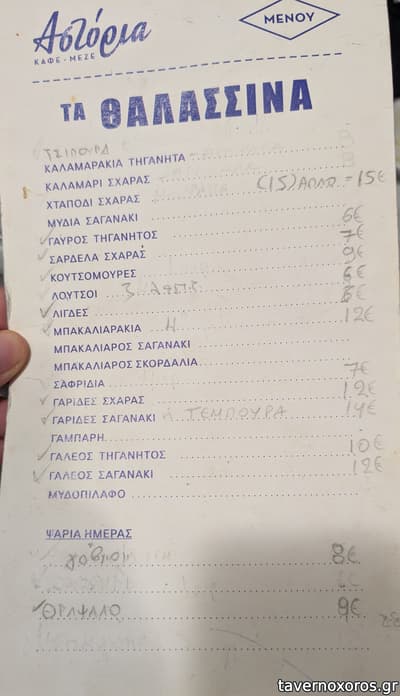 Αστόρια
ΚΑΦΕ - ΜΕΖΕ
ΜΕΝΟΥ
ΤΑ ΘΑΛΑΣΣΙΝΑ
ΤΣΙΠΟΥΡΑ
ΚΑΛΑΜΑΡΑΚΙΑ ΤΗΓΑΝΗΤΑ
ΚΑΛΑΜΑΡΙ ΣΧΑΡΑΣ
ΧΤΑΠΟΔΙ ΣΧΑΡΑΣ (15) ΑΠΛΟ = 15€
ΜΥΔΙΑ ΣΑΓΑΝΑΚΙ
ΓΑΥΡΟΣ ΤΗΓΑΝΗΤΟΣ 6€
ΣΑΡΔΕΛΑ ΣΧΑΡΑΣ 7€
ΚΟΥΤΣΟΜΟΥΡΕΣ 9€
ΛΟΥΤΣΟΙ 6€
ΛΙΓΔΕΣ 8€
ΜΠΑΚΑΛΙΑΡΑΚΙΑ 12€
ΜΠΑΚΑΛΙΑΡΟΣ ΣΑΓΑΝΑΚΙ
ΜΠΑΚΑΛΙΑΡΟΣ ΣΚΟΡΔΑΛΙΑ
ΣΑΦΡΙΔΙΑ 7€
ΓΑΡΙΔΕΣ ΣΧΑΡΑΣ 12€
ΓΑΡΙΔΕΣ ΣΑΓΑΝΑΚΙ ΤΕΜΠΟΥΡΑ 14€
ΓΑΜΠΑΡΗ
ΓΑΛΕΟΣ ΤΗΓΑΝΗΤΟΣ 10€
ΓΑΛΕΟΣ ΣΑΓΑΝΑΚΙ 12€
ΜΥΔΟΠΙΛΑΦΟ
ΨΑΡΙΑ ΗΜΕΡΑΣ
8€
ΘΡΑΨΑΛΟ 9€
tavernoxoros.gr